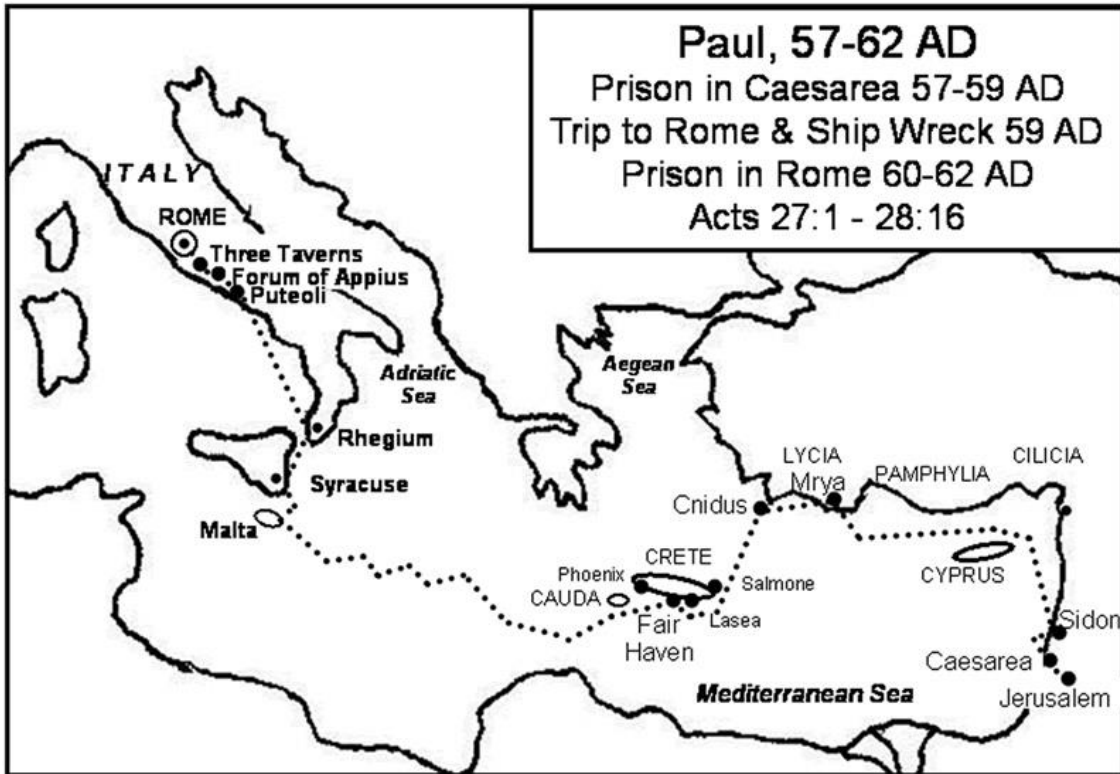 Paul, 57-62 AD
Prison in Caesarea 57-59 AD
Trip to Rome & Ship Wreck 59 AD
Prison in Rome 60-62 AD
Acts 27:1 - 28:16
ITALY
ROME
Three Taverns
Forum of Appius
Puteoli
Adriatic
Sea
Aegean
Sea
Rhegium
Syracuse
Malta
LYCIA
Mrya
PAMPHYLIA
CILICIA
Cnidus
CRETE
Phoenix
CAUDA
Salmone
Lasea
Fair
Haven
CYPRUS
Sidon
Caesarea
Jerusalem
Mediterranean Sea